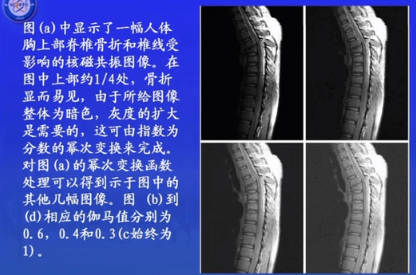 图(a)中显示了一幅人体
胸上部脊椎骨折和椎线受
影响的核磁共振图像。在
图中上部约1/4处，骨折
显而易见，由于所给图像
整体为暗色，灰度的扩大
是需要的，这可由指数为
分数的幂次变换来完成。
对图(a)的幂次变换函数
处理可以得到示于图中的
其他几幅图像。图 (b)到
(d)相应的伽马值分别为
0.6，0.4和0.3(c始终为
1)。